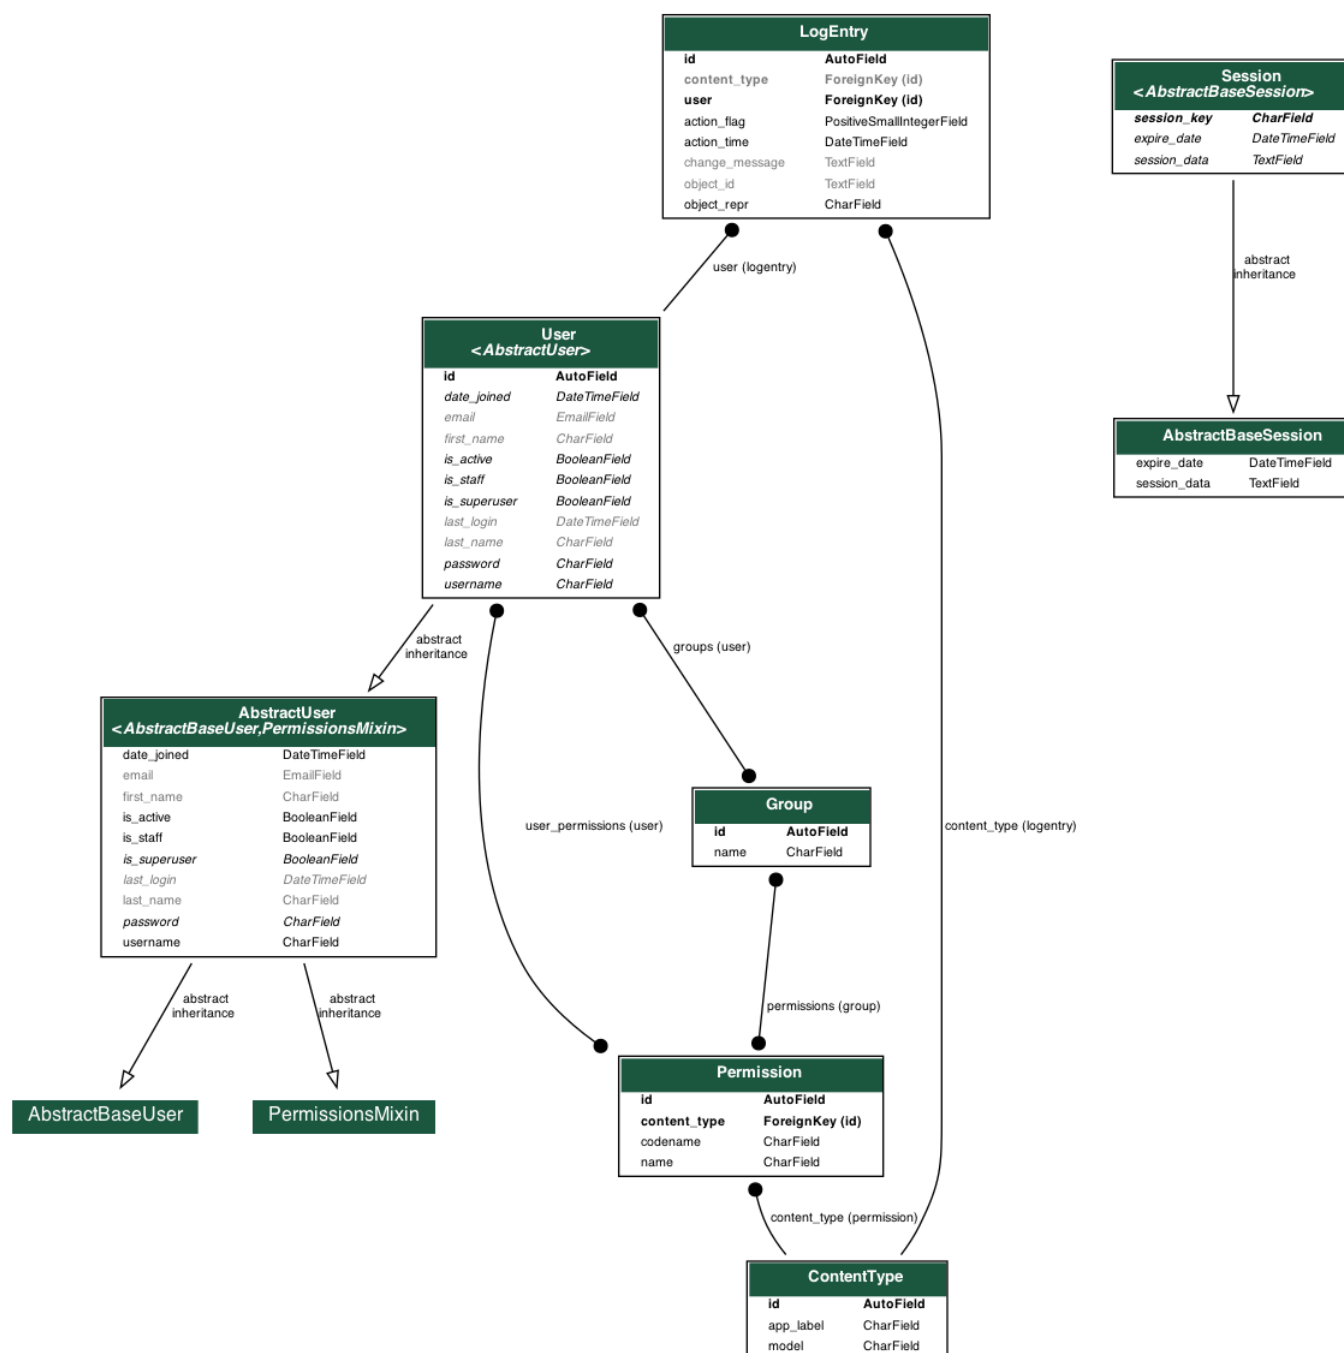 LogEntry
id AutoField
content_type ForeignKey (id)
user ForeignKey (id)
action_flag PositiveSmallIntegerField
action_time DateTimeField
change_message TextField
object_id TextField
object_repr CharField
Session
<AbstractBaseSession>
session_key CharField
expire_date DateTimeField
session_data TextField
user (logentry)
abstract
inheritance
User
<AbstractUser>
id AutoField
date_joined DateTimeField
email EmailField
first_name CharField
is_active BooleanField
is_staff BooleanField
is_superuser BooleanField
last_login DateTimeField
last_name CharField
password CharField
username CharField
AbstractBaseSession
expire_date DateTimeField
session_data TextField
abstract
inheritance
groups (user)
AbstractUser
<AbstractBaseUser,PermissionsMixin>
date_joined DateTimeField
email EmailField
first_name CharField
is_active BooleanField
is_staff BooleanField
is_superuser BooleanField
last_login DateTimeField
last_name CharField
password CharField
username CharField
user_permissions (user)
Group
id AutoField
name CharField
content_type (logentry)
abstract
inheritance
abstract
inheritance
permissions (group)
AbstractBaseUser
PermissionsMixin
Permission
id AutoField
content_type ForeignKey (id)
codename CharField
name CharField
content_type (permission)
ContentType
id AutoField
app_label CharField
model CharField